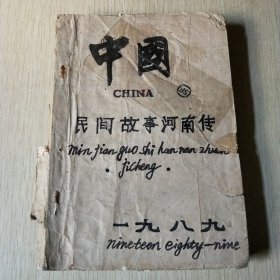 中國
CHINA
民间故事河南传
min jian guo shi han nan zhuan
· jicheng ·
一九八九
nineteen eighty-nine